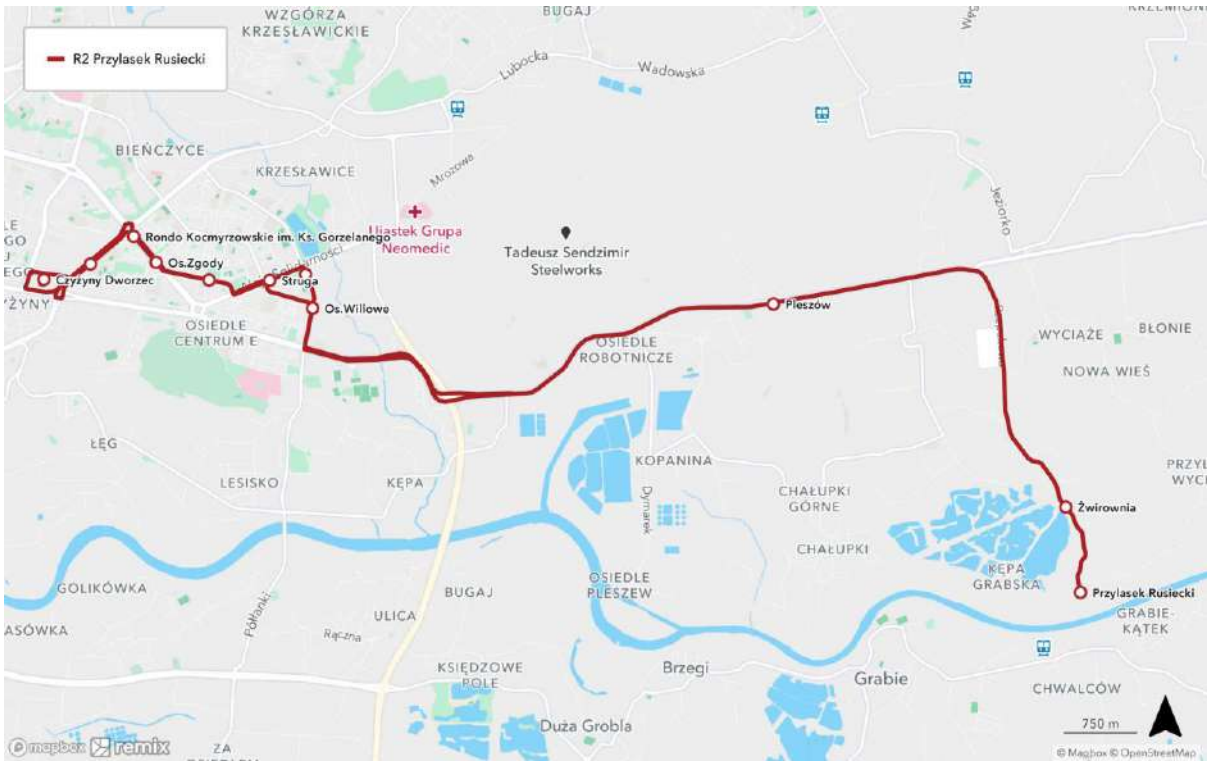 R2 Przylasek Rusiecki
WZGÓRZA
KRZESŁAWICKIE
BUGAJ
Lubocka
Wadowska
BIEŃCZYCE
KRZESŁAWICE
Mrozowa
Jeziorko
Ujastek Grupa
Neomedic
Tadeusz Sendzimir
Steelworks
Rondo Kocmyrzowskie im. Ks. Gorzelanego
Os.Zgody
Czyżyny Dworzec
Struga
Os.Willowe
Pleszów
OSIEDLE
CENTRUM E
OSIEDLE
ROBOTNICZE
WYCIĄŻE
BŁONIE
NOWA WIEŚ
ŁĘG
LESISKO
KĘPA
KOPANINA
Dymarek
CHAŁUPKI
GÓRNE
CHAŁUPKI
Żwirownia
KĘPA
GRABSKA
Przylasek Rusiecki
GRABIE-
KĄTEK
GOLIKÓWKA
BUGAJ
OSIEDLE
PLESZEW
ULICA
Półłanki
Rączna
KSIĘDZOWE
POLE
Brzegi
Grabie
CHWALCÓW
Duża Grobla
750 m
mapbox remix
ZA
© Mapbox © OpenStreetMap